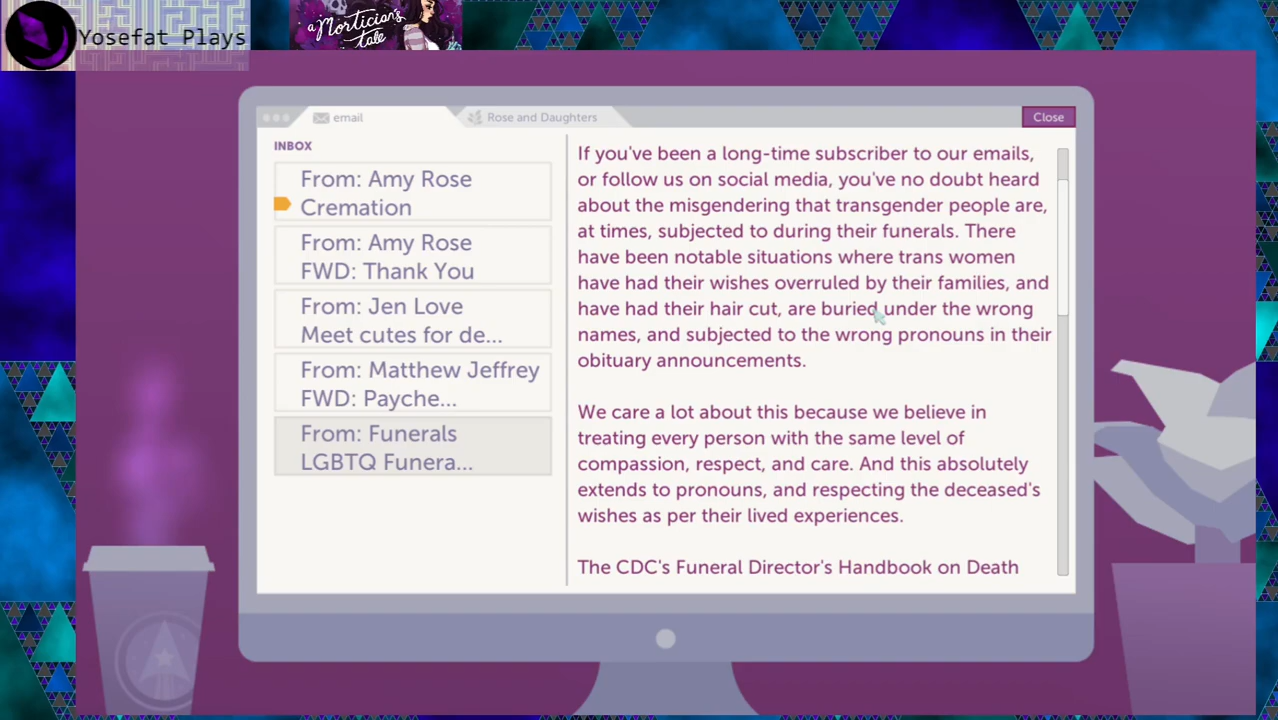 Yosefat Plays
a Mortician's
tale
email
Rose and Daughters
Close
INBOX
From: Amy Rose
Cremation
From: Amy Rose
FWD: Thank You
From: Jen Love
Meet cutes for de...
From: Matthew Jeffrey
FWD: Payche...
From: Funerals
LGBTQ Funera...
If you've been a long-time subscriber to our emails,
or follow us on social media, you've no doubt heard
about the misgendering that transgender people are,
at times, subjected to during their funerals. There
have been notable situations where trans women
have had their wishes overruled by their families, and
have had their hair cut, are buried under the wrong
names, and subjected to the wrong pronouns in their
obituary announcements.
We care a lot about this because we believe in
treating every person with the same level of
compassion, respect, and care. And this absolutely
extends to pronouns, and respecting the deceased's
wishes as per their lived experiences.
The CDC's Funeral Director's Handbook on Death